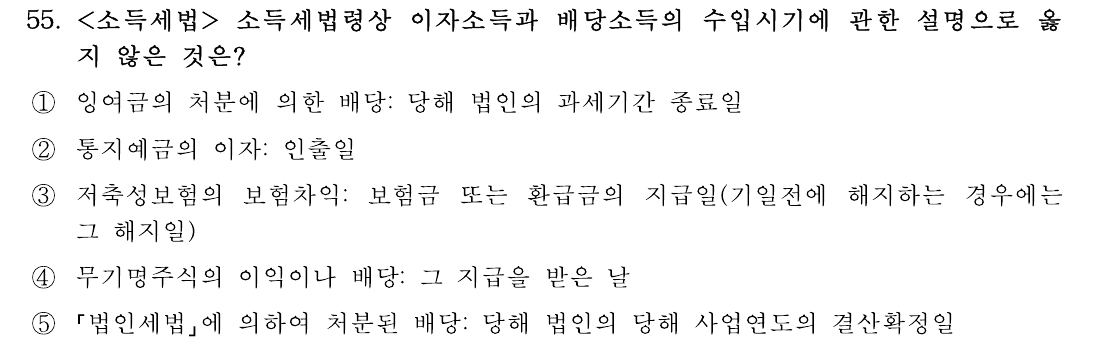 55. <소득세법> 소득세법령상 이자소득과 배당소득의 수입시기에 관한 설명으로 옳
지 않은 것은?
① 잉여금의 처분에 의한 배당: 당해 법인의 과세기간 종료일
② 통지예금의 이자: 인출일
③ 저축성보험의 보험차익: 보험금 또는 환급금의 지급일(기일전에 해지하는 경우에는
그 해지일)
④ 무기명주식의 이익이나 배당: 그 지급을 받은 날
⑤ 「법인세법」에 의하여 처분된 배당: 당해 법인의 당해 사업연도의 결산확정일